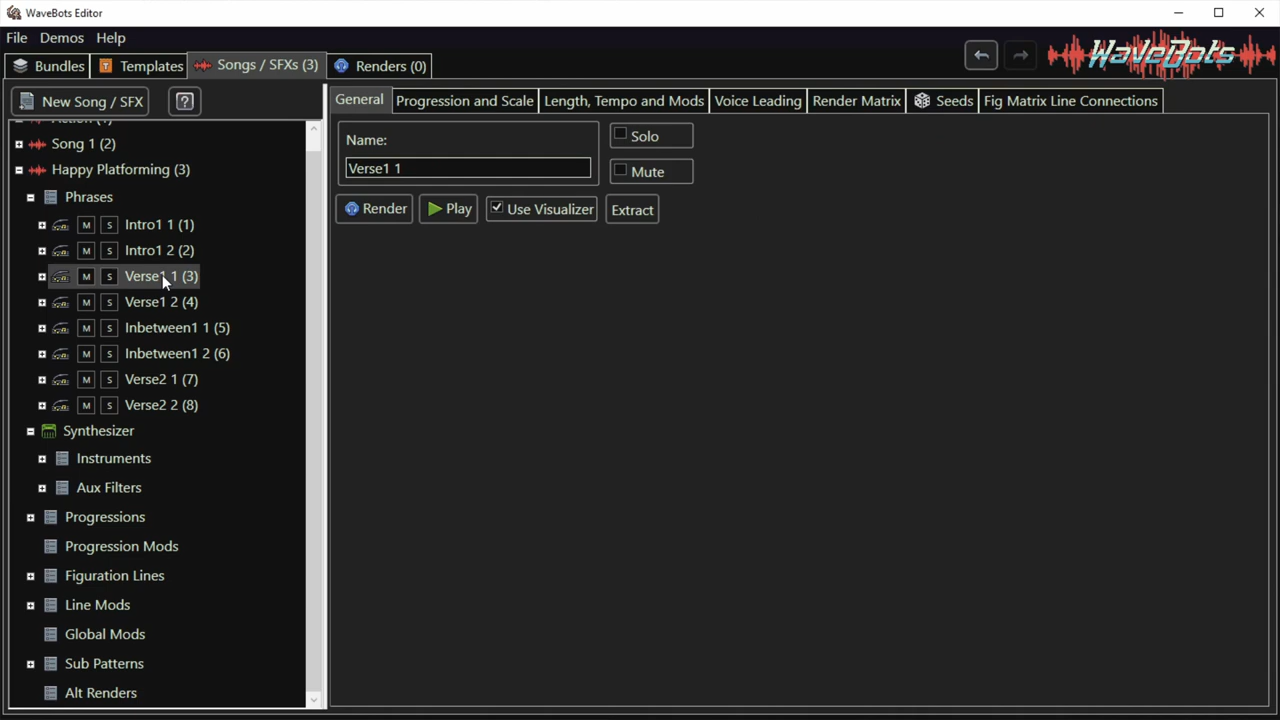 WaveBots Editor
File Demos Help
Bundles Templates Songs / SFXs (3) Renders (0)
WaveBots
New Song / SFX ?
General Progression and Scale Length, Tempo and Mods Voice Leading Render Matrix Seeds Fig Matrix Line Connections
Song 1 (2)
Happy Platforming (3)
Phrases
M S Intro1 1 (1)
M S Intro1 2 (2)
M S Verse1 1 (3)
M S Verse1 2 (4)
M S Inbetween1 1 (5)
M S Inbetween1 2 (6)
M S Verse2 1 (7)
M S Verse2 2 (8)
Synthesizer
Instruments
Aux Filters
Progressions
Progression Mods
Figuration Lines
Line Mods
Global Mods
Sub Patterns
Alt Renders
Name:
Verse1 1
Solo
Mute
Render Play Use Visualizer Extract